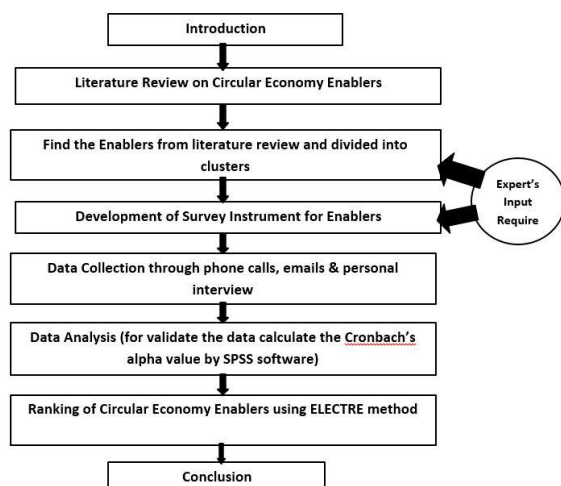 Introduction
Literature Review on Circular Economy Enablers
Find the Enablers from literature review and divided into
clusters
Expert's
Input
Require
Development of Survey Instrument for Enablers
Data Collection through phone calls, emails & personal
interview
Data Analysis (for validate the data calculate the Cronbach's
alpha value by SPSS software)
Ranking of Circular Economy Enablers using ELECTRE method
Conclusion